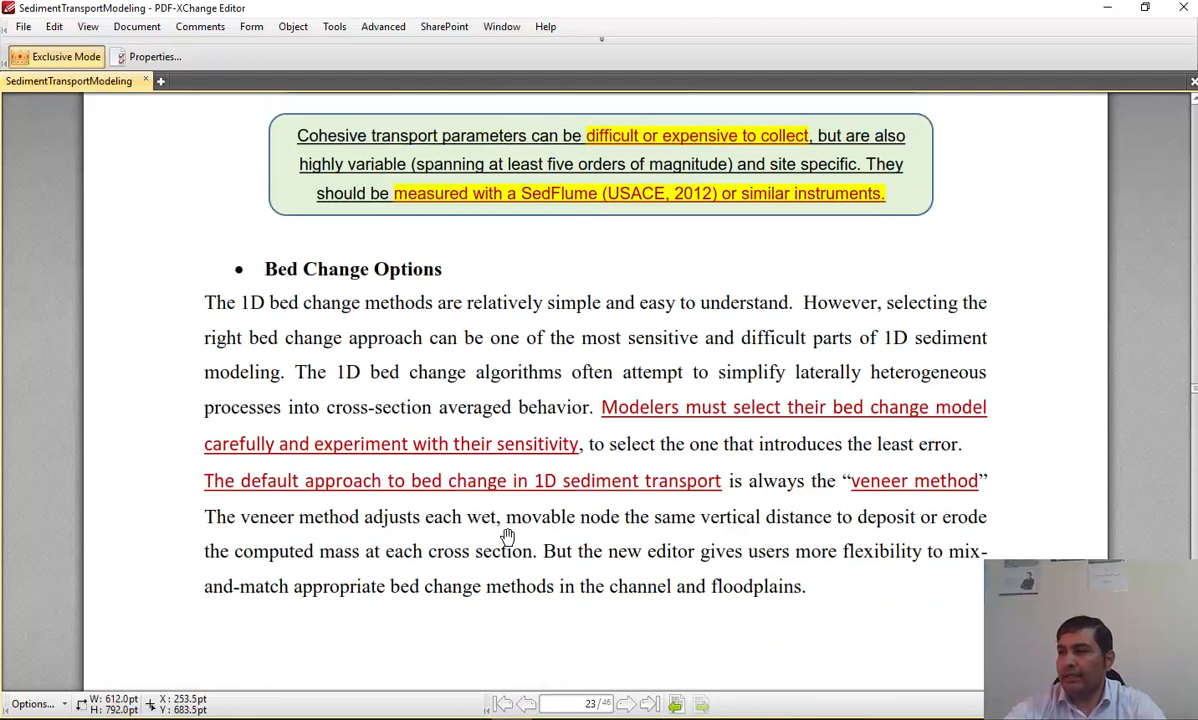 SedimentTransportModeling - PDF-XChange Editor
File Edit View Document Comments Form Object Tools Advanced SharePoint Window Help
Exclusive Mode Properties...
SedimentTransportModeling
Cohesive transport parameters can be difficult or expensive to collect, but are also
highly variable (spanning at least five orders of magnitude) and site specific. They
should be measured with a SedFlume (USACE, 2012) or similar instruments.
• Bed Change Options
The 1D bed change methods are relatively simple and easy to understand. However, selecting the
right bed change approach can be one of the most sensitive and difficult parts of 1D sediment
modeling. The 1D bed change algorithms often attempt to simplify laterally heterogeneous
processes into cross-section averaged behavior. Modelers must select their bed change model
carefully and experiment with their sensitivity, to select the one that introduces the least error.
The default approach to bed change in 1D sediment transport is always the “veneer method”
The veneer method adjusts each wet, movable node the same vertical distance to deposit or erode
the computed mass at each cross section. But the new editor gives users more flexibility to mix-
and-match appropriate bed change methods in the channel and floodplains.
Options... W: 612.0pt X: 253.5pt 23/46
H: 792.0pt Y: 683.5pt